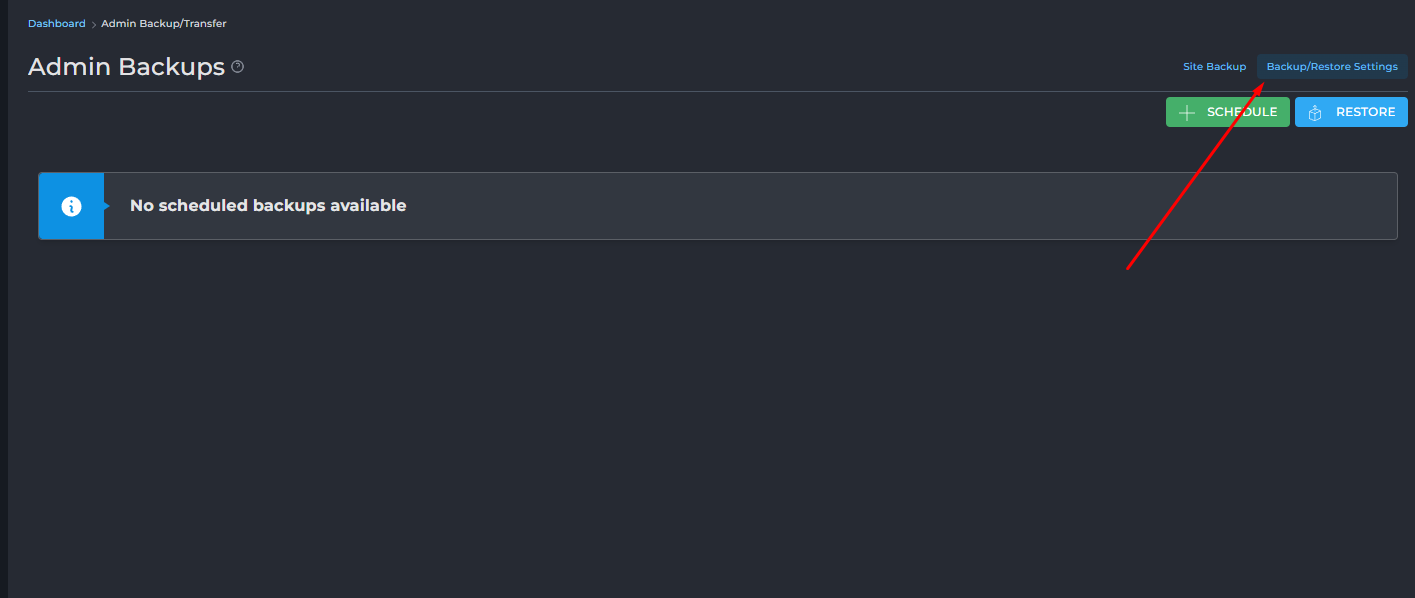 Dashboard > Admin Backup/Transfer
Admin Backups
Site Backup Backup/Restore Settings
SCHEDULE RESTORE
No scheduled backups available